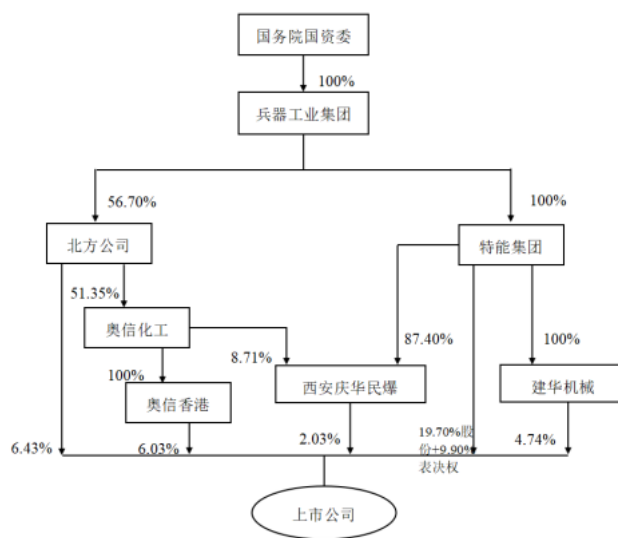 国务院国资委
100%
兵器工业集团
56.70%
100%
北方公司
特能集团
51.35%
奥信化工
8.71%
87.40%
100%
100%
奥信香港
西安庆华民爆
建华机械
6.43%
6.03%
2.03%
19.70%股
份+9.90%
表决权
4.74%
上市公司